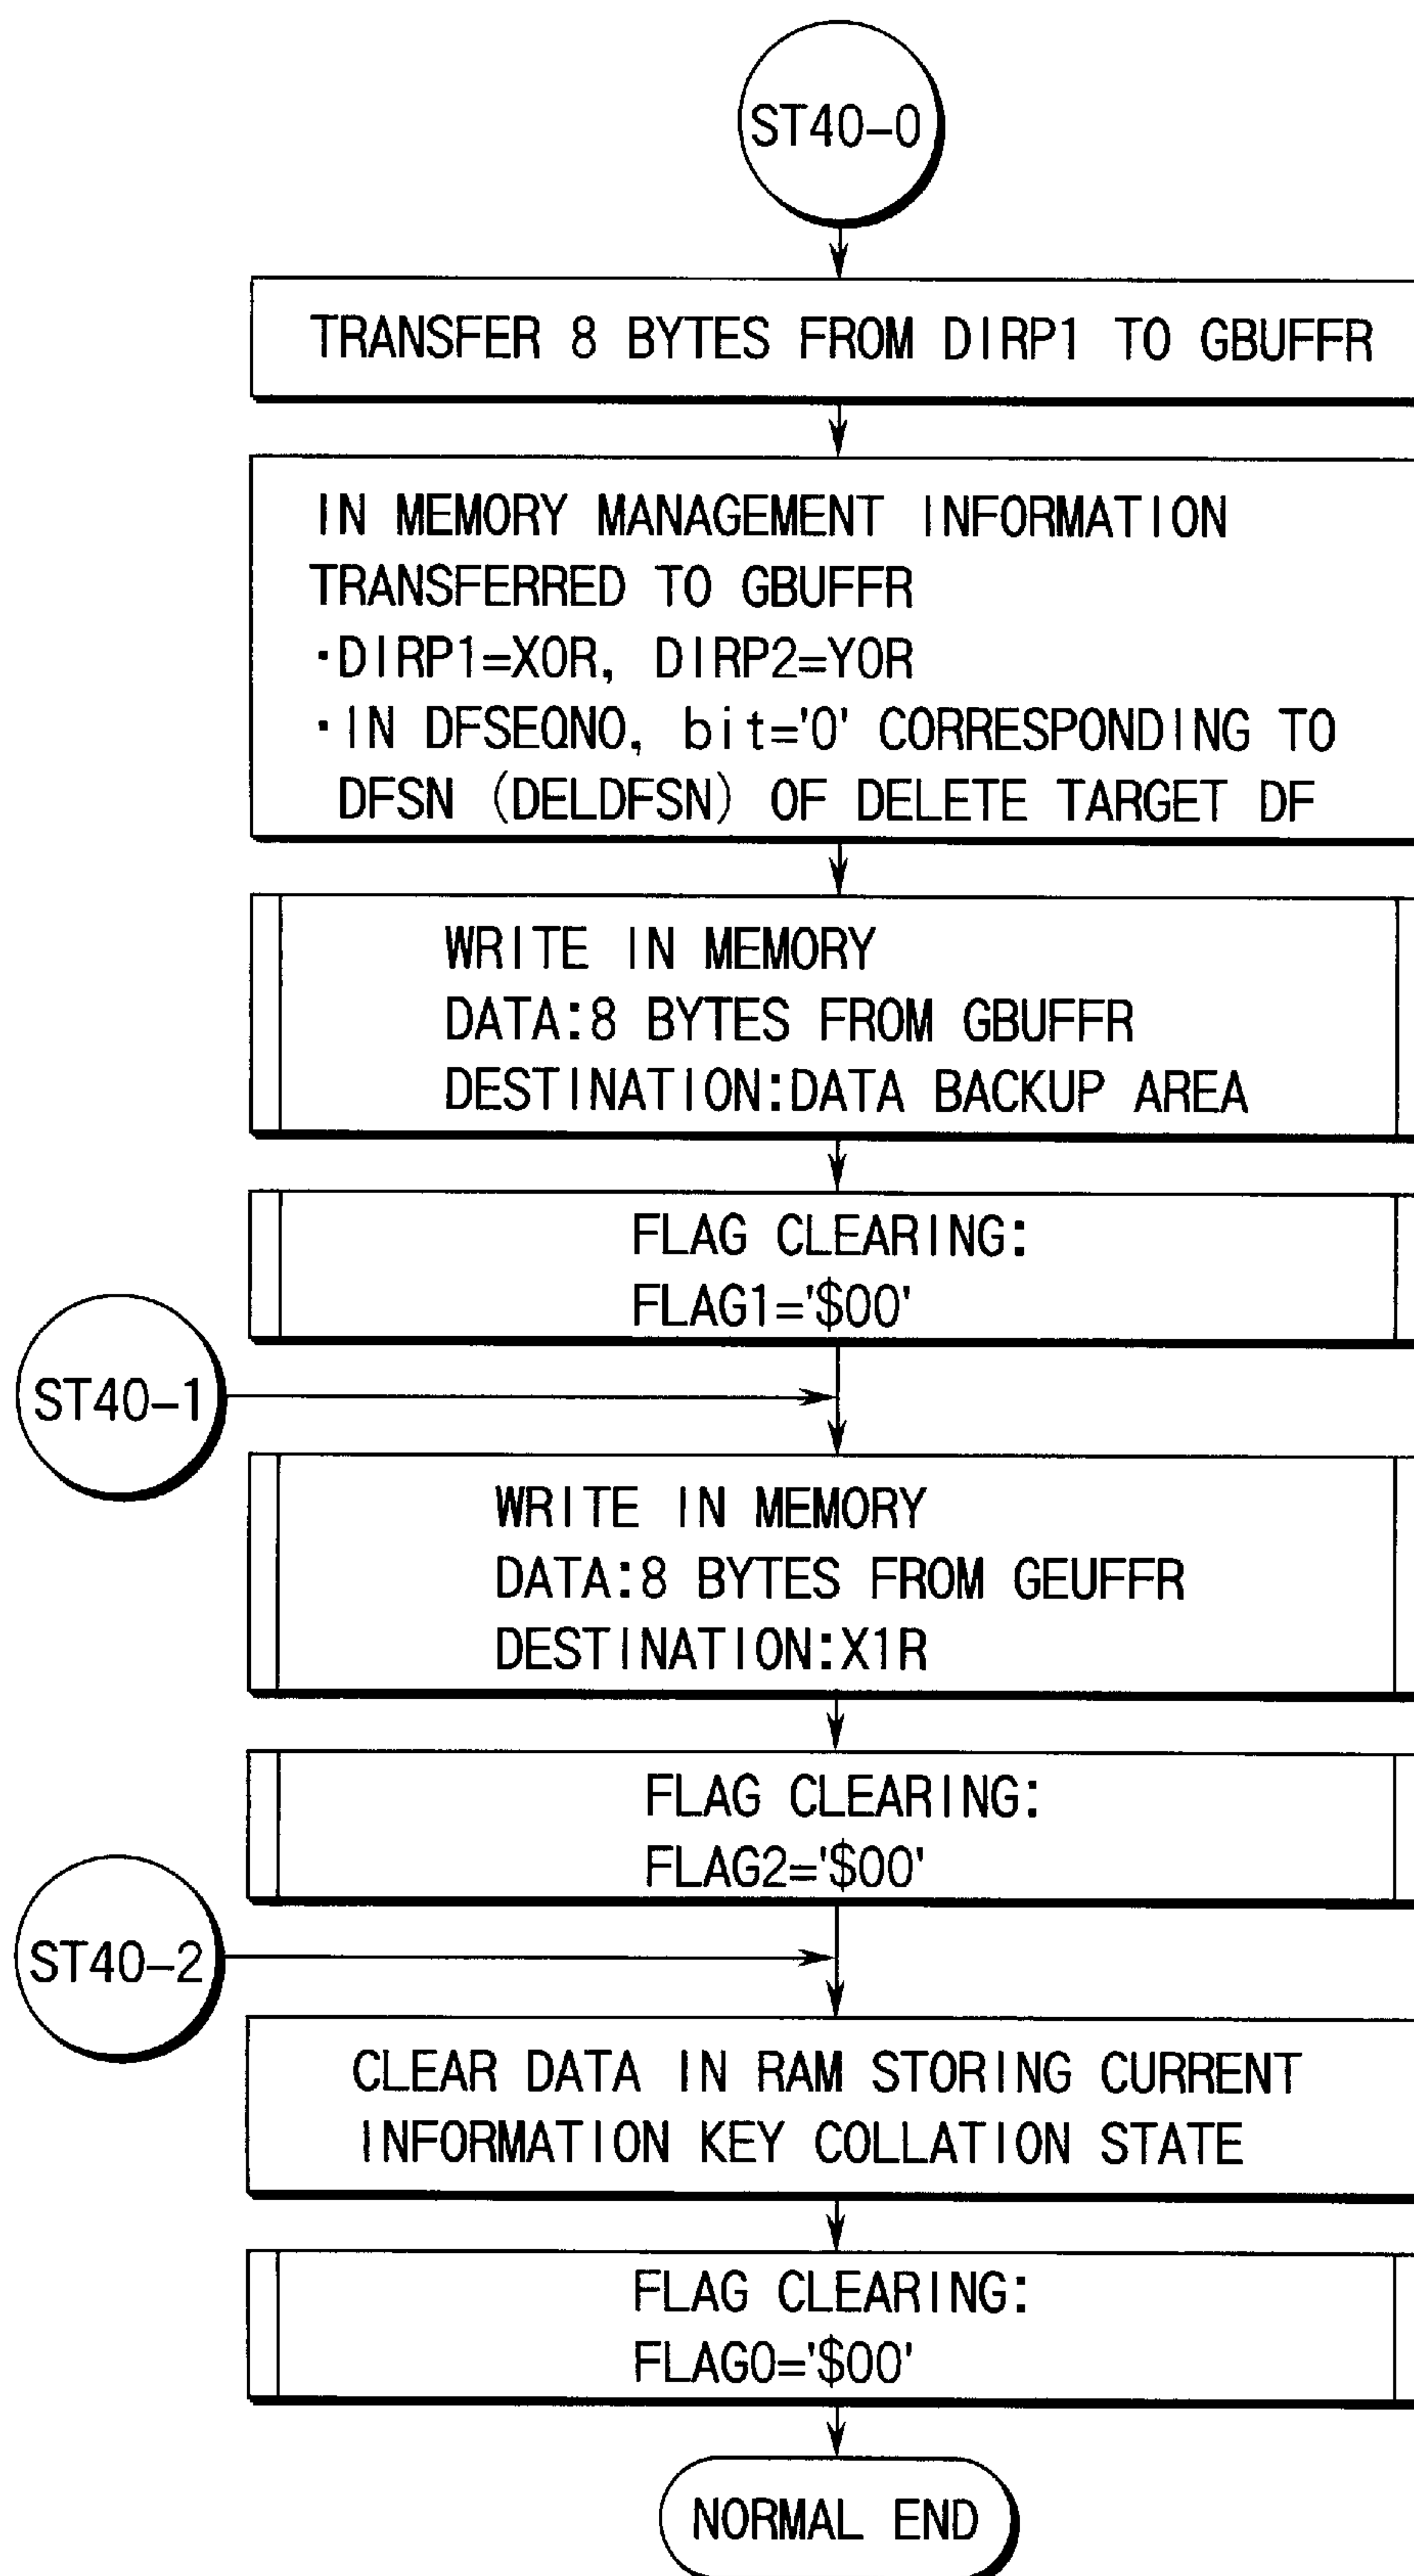 ST40-0
TRANSFER 8 BYTES FROM DIRP1 TO GBUFFR
IN MEMORY MANAGEMENT INFORMATION
TRANSFERRED TO GBUFFR
·DIRP1=X0R, DIRP2=Y0R
·IN DFSEQNO, bit='0' CORRESPONDING TO
DFSN (DELDFSN) OF DELETE TARGET DF
WRITE IN MEMORY
DATA:8 BYTES FROM GBUFFR
DESTINATION:DATA BACKUP AREA
FLAG CLEARING:
FLAG1='$00'
ST40-1
WRITE IN MEMORY
DATA:8 BYTES FROM GEUFFR
DESTINATION:X1R
FLAG CLEARING:
FLAG2='$00'
ST40-2
CLEAR DATA IN RAM STORING CURRENT
INFORMATION KEY COLLATION STATE
FLAG CLEARING:
FLAG0='$00'
NORMAL END